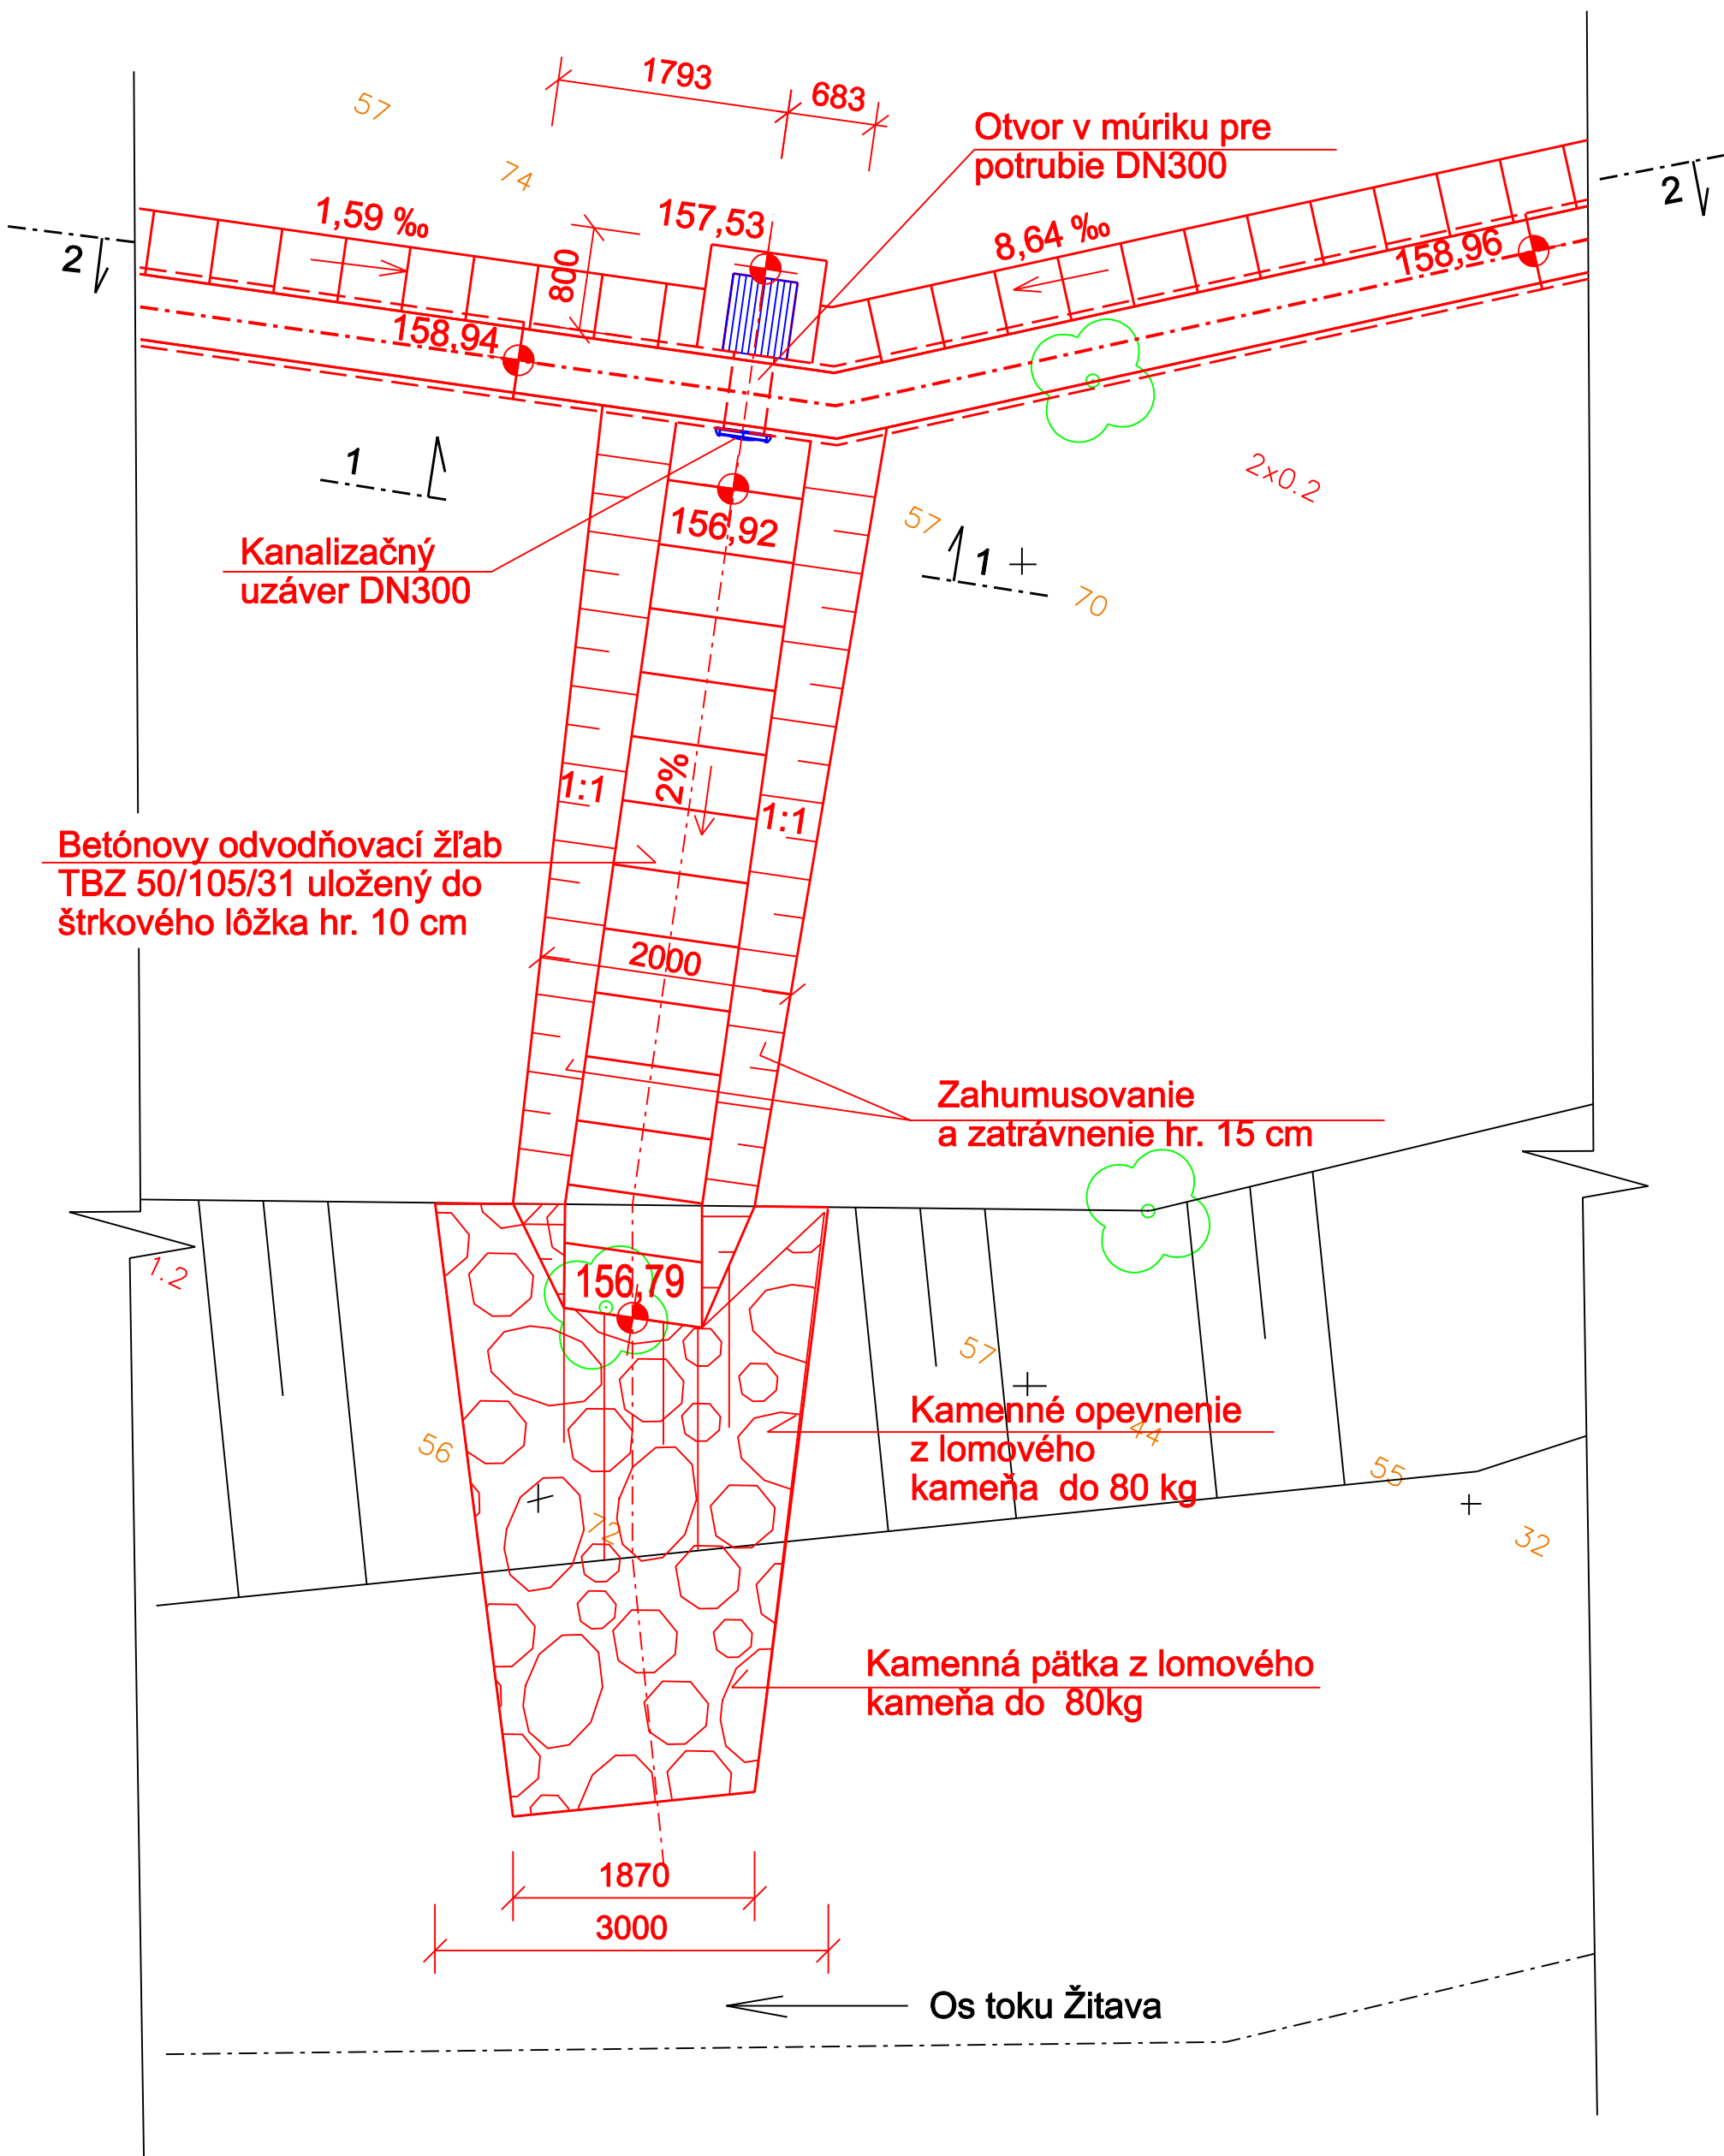 1793
683
57
Otvor v múriku pre
potrubie DN300
74
1,59 ‰
157,53
8,64 ‰
2
2
800
158,96
158,94
1
2x0.2
156,92
57
1
Kanalizačný
uzáver DN300
70
2%
1:1
1:1
Betónovy odvodňovací žľab
TBZ 50/105/31 uložený do
štrkového lôžka hr. 10 cm
2000
Zahumusovanie
a zatrávnenie hr. 15 cm
1.2
156,79
57
Kamenné opevnenie
z lomového
kameňa do 80 kg
44
56
55
72
32
Kamenná pätka z lomového
kameňa do 80kg
1870
3000
Os toku Žitava